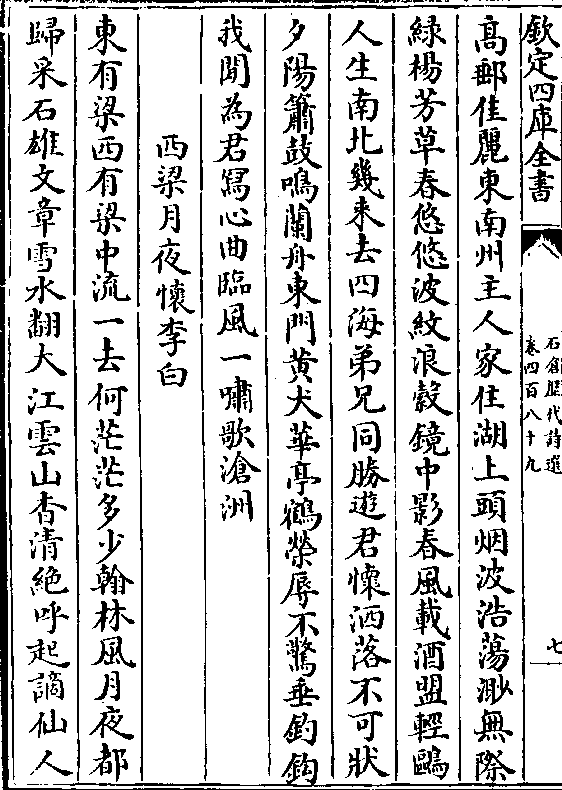 欽定四庫全書
石倉歷代詩選
卷四百八十九
七
高郵佳麗東南州主人家住湖上頭烟波浩蕩渺無際
緑楊芳草春悠悠波紋浪縠鏡中影春風載酒盟輕鷗
人生南北幾来去四海弟兄同勝遊君懷洒落不可狀
夕陽簫鼓鳴蘭舟東門黄犬華亭鶴榮辱不驚垂釣鈎
我聞為君寫心曲臨風一嘯歌滄洲
西梁月夜懷李白
東有梁西有梁中流一去何茫茫多少翰林風月夜都
歸采石雄文章雪水翻大江雲山杳清絶呼起謫仙人